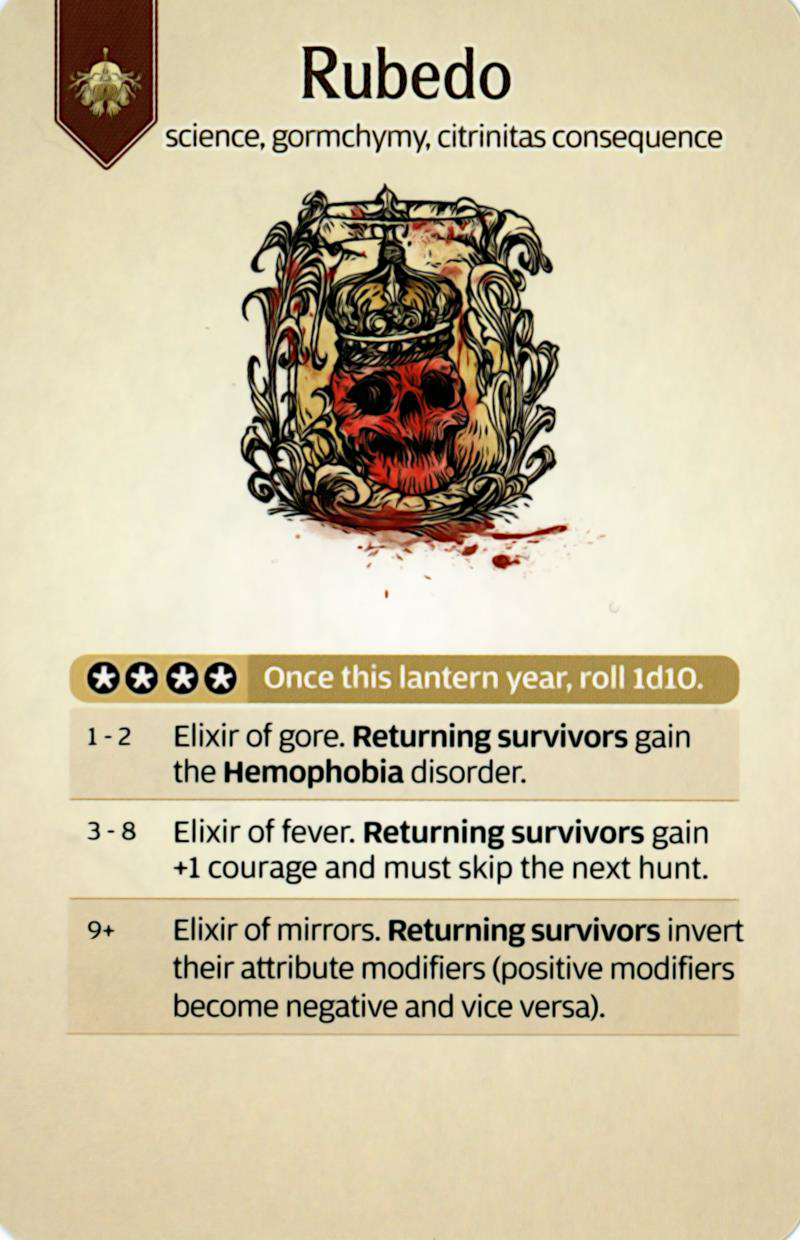 Rubedo
science, gormchymy, citrinitas consequence
Once this lantern year, roll 1d10.
1 - 2 Elixir of gore. Returning survivors gain
the Hemophobia disorder.
3 - 8 Elixir of fever. Returning survivors gain
+1 courage and must skip the next hunt.
9+ Elixir of mirrors. Returning survivors invert
their attribute modifiers (positive modifiers
become negative and vice versa).